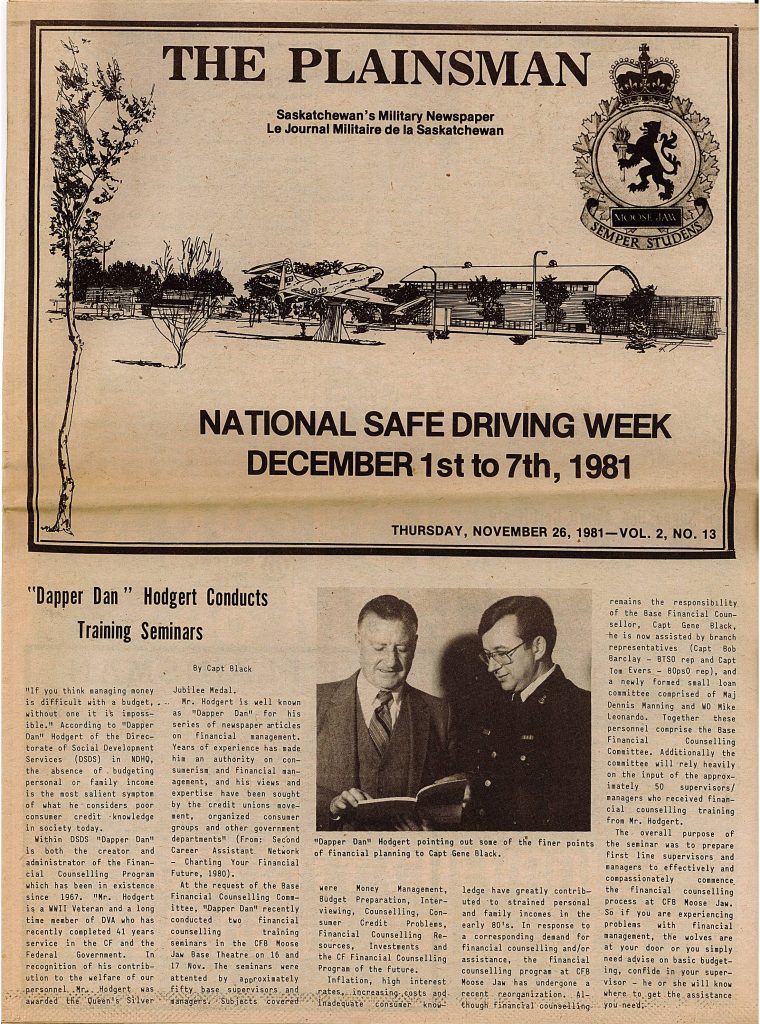 THE PLAINSMAN
Saskatchewan's Military Newspaper
Le Journal Militaire de la Saskatchewan
MOOSE JAW
SEMPER STUDENS
NATIONAL SAFE DRIVING WEEK
DECEMBER 1st to 7th, 1981
THURSDAY, NOVEMBER 26, 1981—VOL. 2, NO. 13
"Dapper Dan" Hodgert Conducts
Training Seminars
By Capt Black
"If you think managing money
is difficult with a budget,
without one it is impos-
sible." According to "Dapper
Dan" Hodgert of the Direc-
torate of Social Development
Services (DSDS) in NDHQ,
the absence of budgeting
personal or family income
is the most salient symptom
of what he considers poor
consumer credit knowledge
in society today.
Within DSDS "Dapper Dan"
is both the creator and
administrator of the Finan-
cial Counselling Program
which has been in existence
since 1967. "Mr. Hodgert
is a WWII Veteran and a long
time member of DVA who has
recently completed 41 years
service in the CF and the
Federal Government. In
recognition of his contrib-
ution to the welfare of our
personnel Mr. Hodgert was
awarded the Queen's Silver
Jubilee Medal.
Mr. Hodgert is well known
as "Dapper Dan" for his
series of newspaper articles
on financial management.
Years of experience has made
him an authority on con-
sumerism and financial man-
agement, and his views and
expertise have been sought
by the credit unions move-
ment, organized consumer
groups and other government
departments" (From: Second
Career Assistant Network
- Charting Your Financial
Future, 1980).
At the request of the Base
Financial Counselling Comm-
ittee, "Dapper Dan" recently
conducted two financial
counselling training
seminars in the CFB Moose
Jaw Base Theatre on 16 and
17 Nov. The seminars were
attented by approximately
fifty base supervisors and
managers. Subjects covered
"Dapper Dan" Hodgert pointing out some of the finer points
of financial planning to Capt Gene Black.
were Money Management,
Budget Preparation, Inter-
viewing, Counselling, Con-
sumer Credit Problems,
Financial Counselling Re-
sources, Investments and
the CF Financial Counselling
Program of the future.
Inflation, high interest
rates, increasing costs and
inadequate consumer know-
ledge have greatly contrib-
uted to strained personal
and family incomes in the
early 80's. In response to
a corresponding demand for
financial counselling and/or
assistance, the financial
counselling program at CFB
Moose Jaw has undergone a
recent reorganization. Al-
though financial counselling
remains the responsibility
of the Base Financial Coun-
sellor, Capt Gene Black,
he is now assisted by branch
representatives (Capt Bob
Barclay - BTSO rep and Capt
Tom Evers - BOpsO rep), and
a newly formed small loan
committee comprised of Maj
Dennis Manning and WO Mike
Leonardo. Together these
personnel comprise the Base
Financial Counselling
Committee. Additionally the
committee will rely heavily
on the input of the approx-
imately 50 supervisors/
managers who received finan-
cial counselling training
from Mr. Hodgert.
The overall purpose of
the seminar was to prepare
first line supervisors and
managers to effectively and
compassionately commence
the financial counselling
process at CFB Moose Jaw.
So if you are experiencing
problems with financial
management, the wolves are
at your door or you simply
need advise on basic budget-
ing, confide in your super-
visor - he or she will know
where to get the assistance
you need.